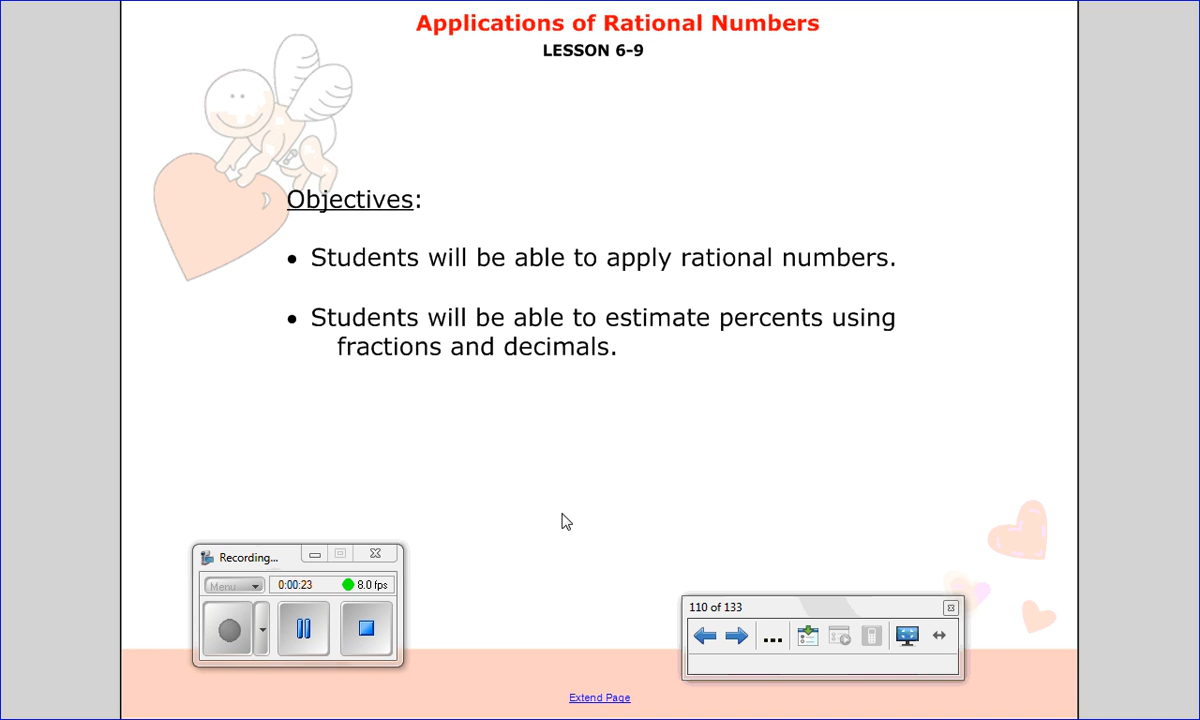 Applications of Rational Numbers
LESSON 6-9
Objectives:
• Students will be able to apply rational numbers.
• Students will be able to estimate percents using
fractions and decimals.
Recording...
Menu
0:00:23
8.0 fps
110 of 133
...
Extend Page